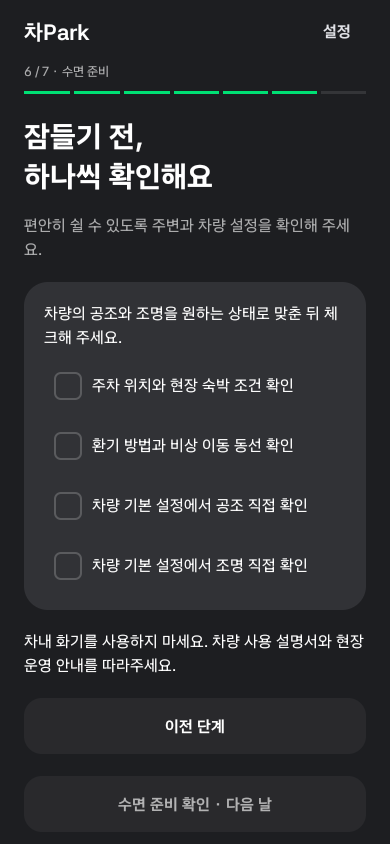 차Park
설정
6 / 7 · 수면 준비
잠들기 전,
하나씩 확인해요
편안히 쉴 수 있도록 주변과 차량 설정을 확인해 주세
요.
차량의 공조와 조명을 원하는 상태로 맞춘 뒤 체
크해 주세요.
주차 위치와 현장 숙박 조건 확인
환기 방법과 비상 이동 동선 확인
차량 기본 설정에서 공조 직접 확인
차량 기본 설정에서 조명 직접 확인
차내 화기를 사용하지 마세요. 차량 사용 설명서와 현장
운영 안내를 따라주세요.
이전 단계
수면 준비 확인 · 다음 날